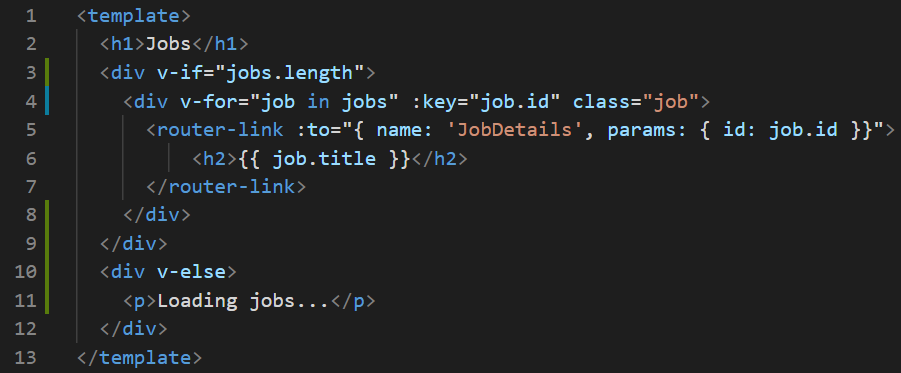 1 <template>
2   <h1>Jobs</h1>
3   <div v-if="jobs.length">
4     <div v-for="job in jobs" :key="job.id" class="job">
5       <router-link :to="{ name: 'JobDetails', params: { id: job.id }}">
6           <h2>{{ job.title }}</h2>
7       </router-link>
8     </div>
9   </div>
10   <div v-else>
11     <p>Loading jobs...</p>
12   </div>
13 </template>